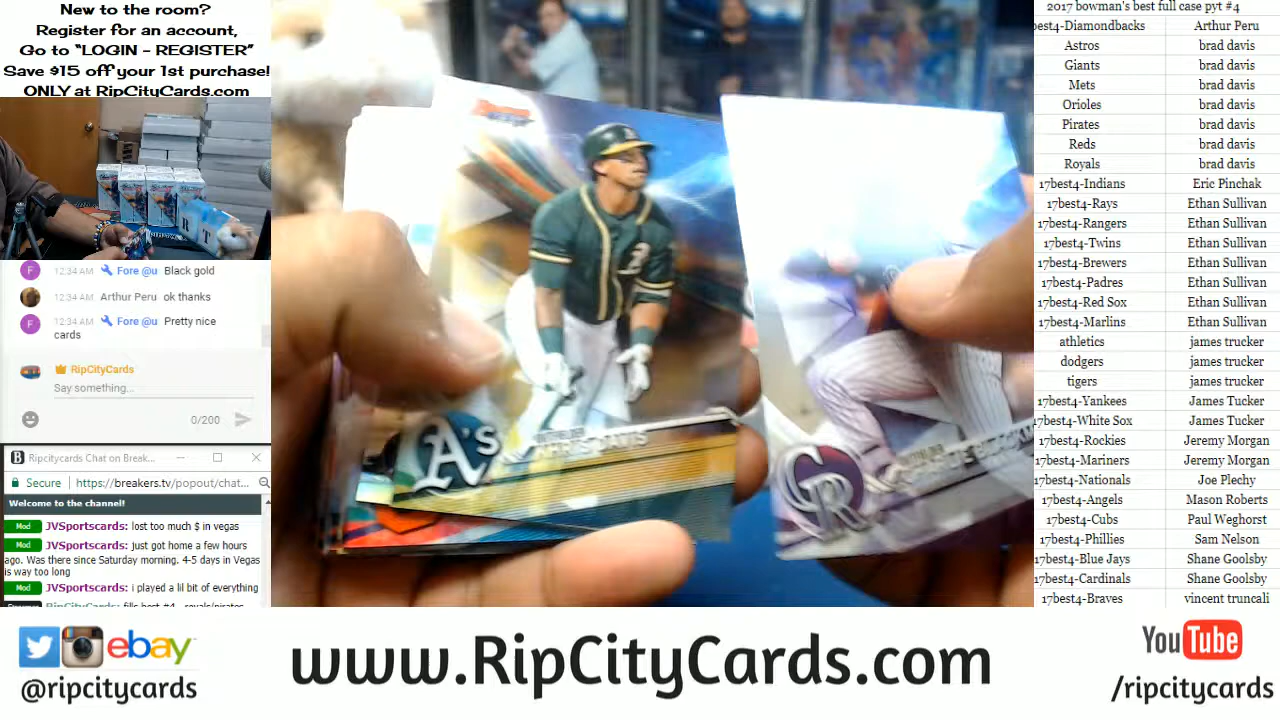 New to the room?
Register for an account,
Go to “LOGIN - REGISTER”
Save $15 off your 1st purchase!
ONLY at RipCityCards.com
12:34 AM Fore @u Black gold
12:34 AM Arthur Peru ok thanks
12:34 AM Fore @u Pretty nice
cards
RipCityCards
Say something...
0/200
Ripcitycards Chat on Break...
Secure https://breakers.tv/popout/chat...
Welcome to the channel!
Mod JVSportscards: lost too much $ in vegas
Mod JVSportscards: just got home a few hours
ago. Was there since Saturday morning. 4-5 days in Vegas
is way too long
Mod JVSportscards: i played a lil bit of everything
A's
DAVIS
CR
2017 bowman's best full case pyt #4
est4-Diamondbacks Arthur Peru
Astros brad davis
Giants brad davis
Mets brad davis
Orioles brad davis
Pirates brad davis
Reds brad davis
Royals brad davis
17best4-Indians Eric Pinchak
17best4-Rays Ethan Sullivan
17best4-Rangers Ethan Sullivan
17best4-Twins Ethan Sullivan
17best4-Brewers Ethan Sullivan
17best4-Padres Ethan Sullivan
17best4-Red Sox Ethan Sullivan
17best4-Marlins Ethan Sullivan
athletics james trucker
dodgers james trucker
tigers james trucker
17best4-Yankees James Tucker
7best4-White Sox James Tucker
17best4-Rockies Jeremy Morgan
17best4-Mariners Jeremy Morgan
17best4-Nationals Joe Plechy
17best4-Angels Mason Roberts
17best4-Cubs Paul Weghorst
17best4-Phillies Sam Nelson
17best4-Blue Jays Shane Goolsby
17best4-Cardinals Shane Goolsby
17best4-Braves vincent truncali
ebay
@ripcitycards
www.RipCityCards.com
YouTube
/ripcitycards